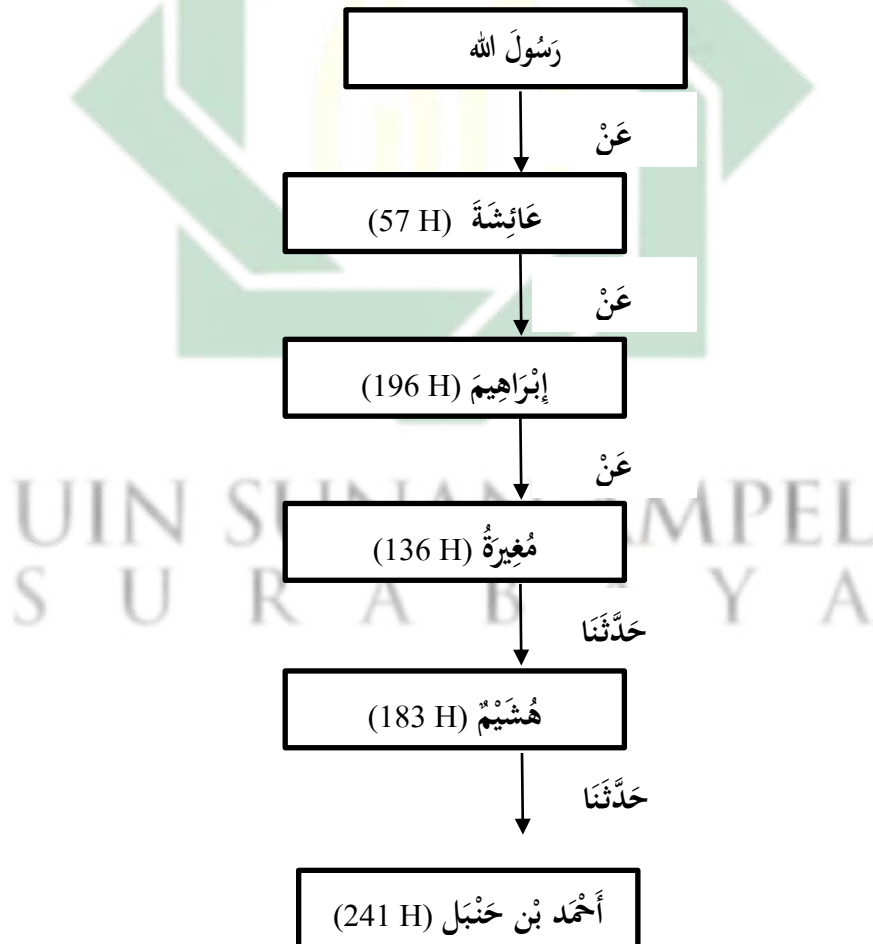 رَسُولَ الله
عَنْ
عَائِشَةَ (57 H)
عَنْ
إِبْرَاهِيمَ (196 H)
عَنْ
UIN SUNAN AMPEL
مُغِيرَةُ (136 H)
S U R A B A Y A
حَدَّثَنَا
هُشَيْمٌ (183 H)
حَدَّثَنَا
أَحْمَد بْن حَنْبَل (241 H)